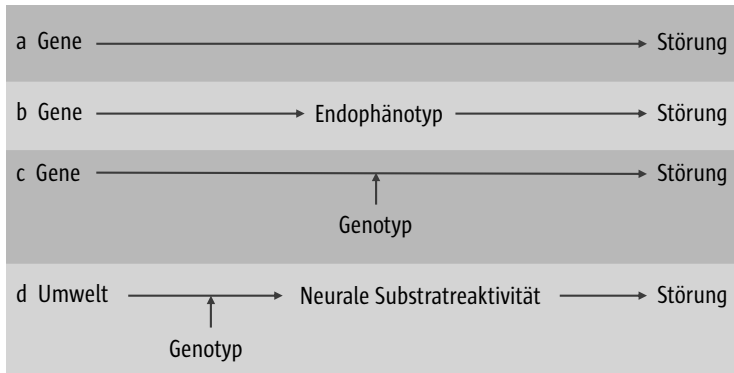 a Gene Störung
b Gene Endophänotyp Störung
c Gene Störung
Genotyp
d Umwelt Neurale Substratreaktivität Störung
Genotyp